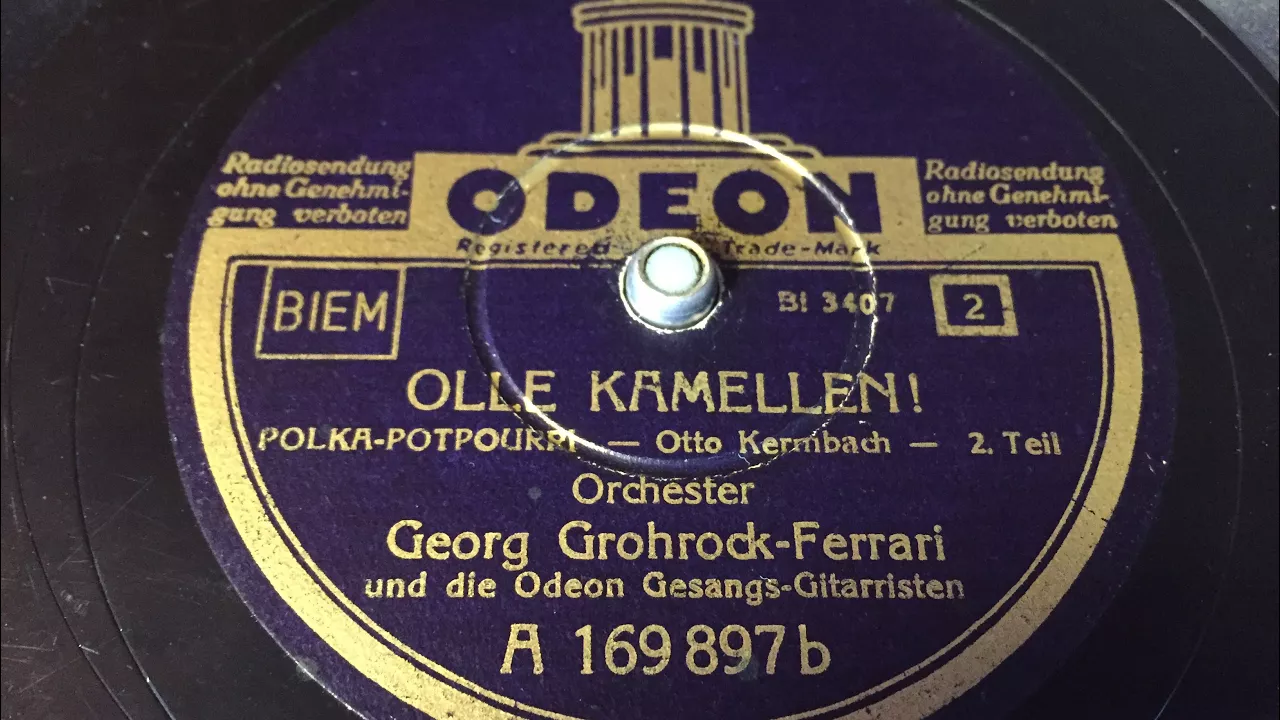 Radiosendung
ohne Genehmi-
gung verboten
ODEON
Registered Trade-Mark
Radiosendung
ohne Genehmi-
gung verboten
BIEM
BI 3407
2
OLLE KAMELLEN!
POLKA-POTPOURRI — Otto Kermbach — 2. Teil
Orchester
Georg Grohrock-Ferrari
und die Odeon Gesangs-Gitarristen
A 169 897 b